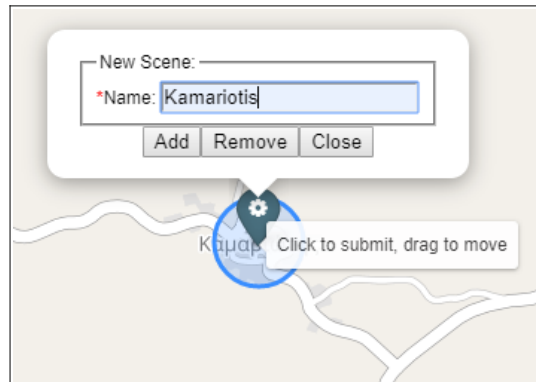 New Scene:
*Name: Kamariotis
Add Remove Close
Click to submit, drag to move